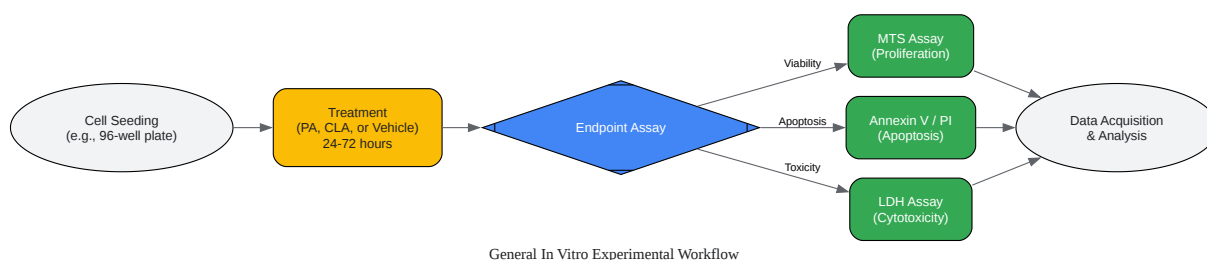 Cell Seeding
(e.g., 96-well plate)
Treatment
(PA, CLA, or Vehicle)
24-72 hours
Endpoint Assay
Viability
Apoptosis
Toxicity
MTS Assay
(Proliferation)
Annexin V / PI
(Apoptosis)
LDH Assay
(Cytotoxicity)
Data Acquisition
& Analysis
General In Vitro Experimental Workflow